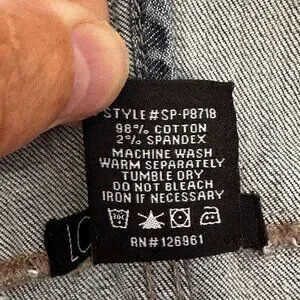 STYLE#SP-P8718
98% COTTON
2% SPANDEX
MACHINE WASH
WARM SEPARATELY
TUMBLE DRY
DO NOT BLEACH
IRON IF NECESSARY
30C
RN#126961